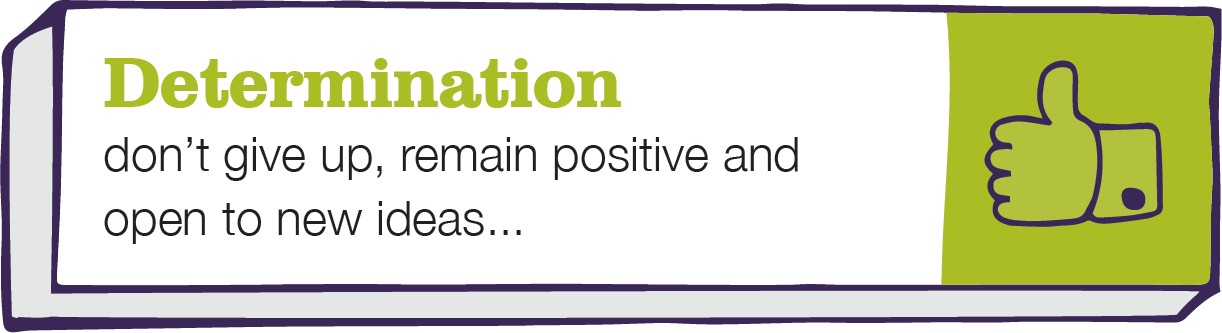 Determination
don’t give up, remain positive and
open to new ideas...